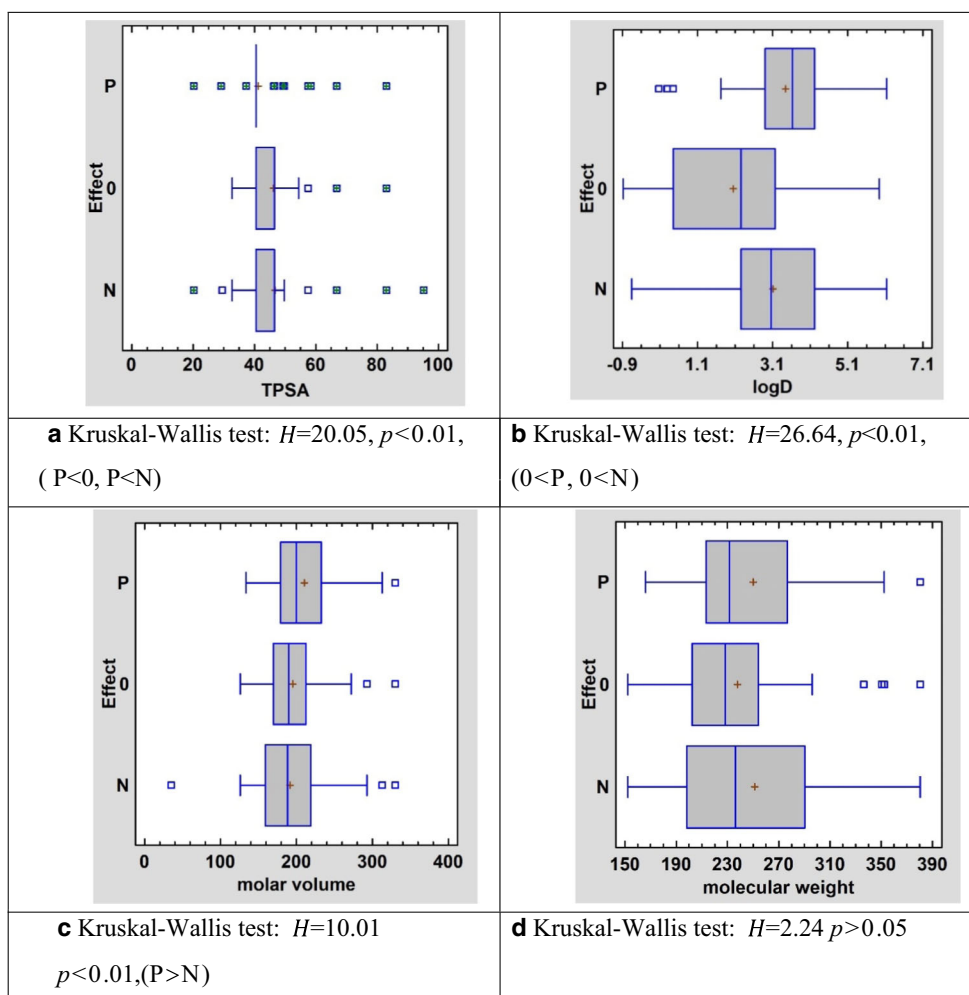 P
Effect
0
N
0 20 40 60 80 100
TPSA
a Kruskal-Wallis test: H=20.05, p<0.01,
( P<0, P<N)
P
Effect
0
N
-0.9 1.1 3.1 5.1 7.1
logD
b Kruskal-Wallis test: H=26.64, p<0.01,
(0<P, 0<N)
P
Effect
0
N
0 100 200 300 400
molar volume
c Kruskal-Wallis test: H=10.01
p<0.01,(P>N)
P
Effect
0
N
150 190 230 270 310 350 390
molecular weight
d Kruskal-Wallis test: H=2.24 p>0.05